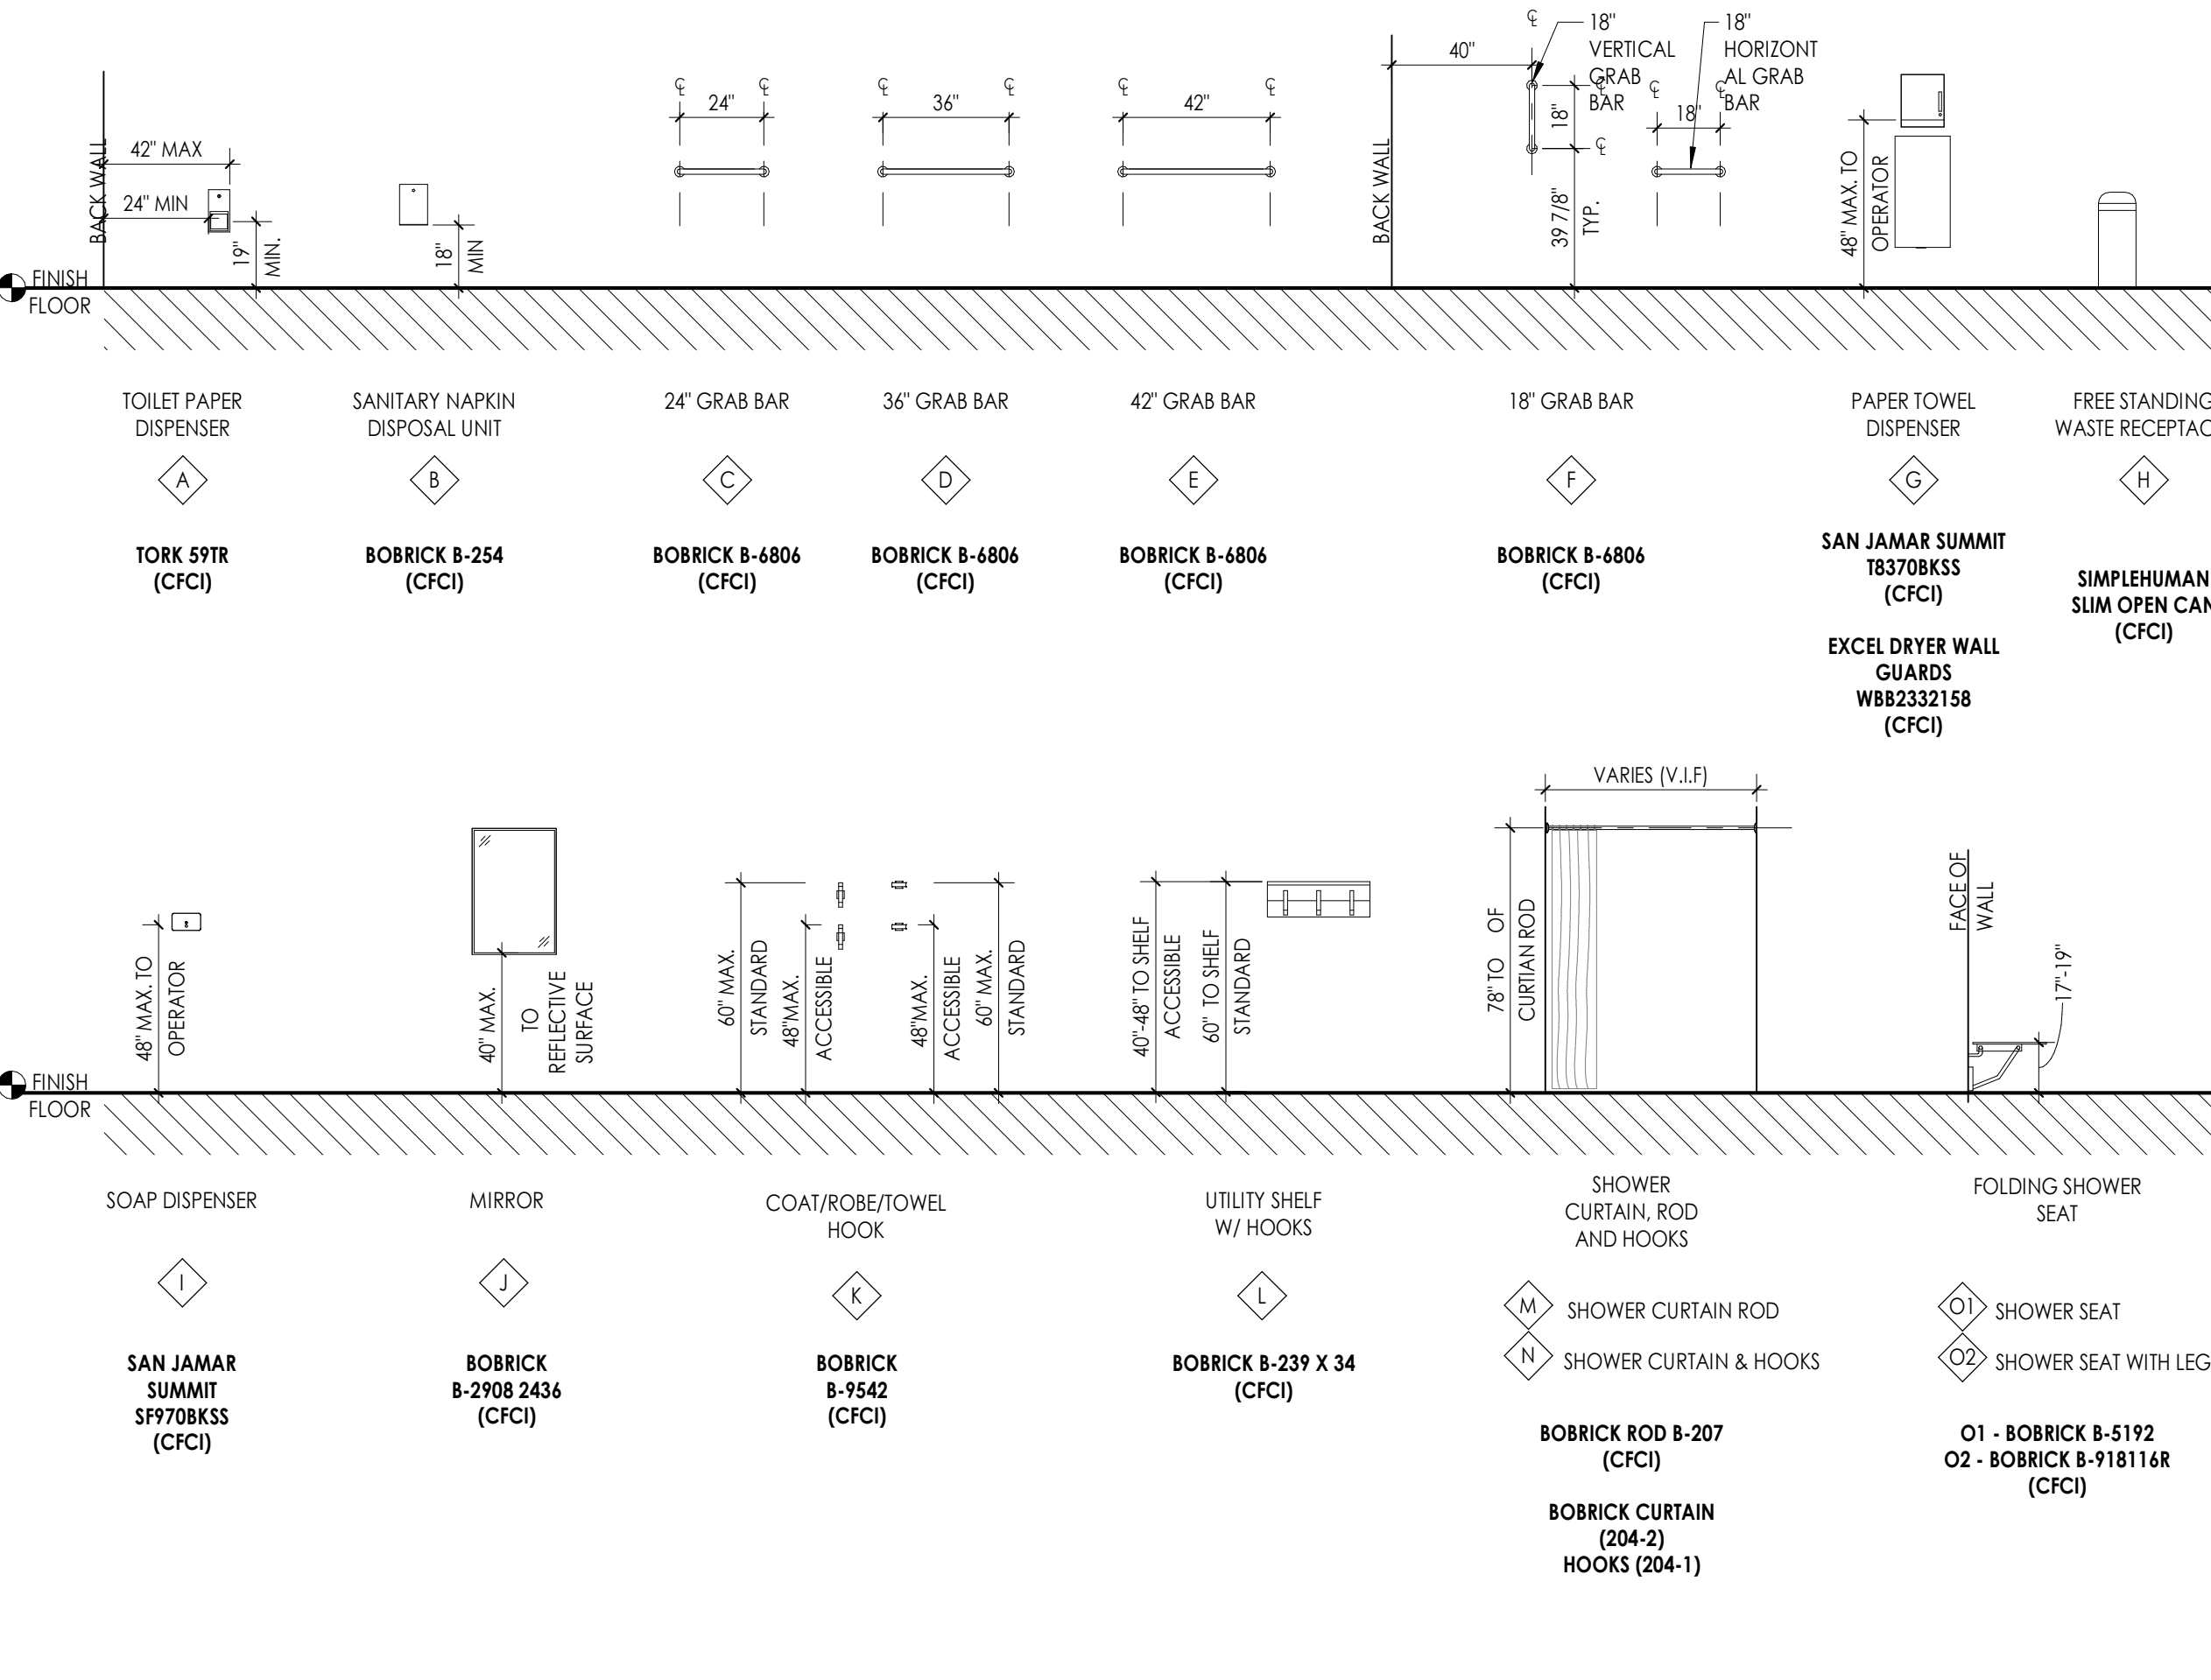 ℄
18"
VERTICAL
GRAB
BAR
18"
HORIZONT
AL GRAB
BAR
40"
℄
℄
24"
℄
℄
36"
℄
℄
42"
℄
18"
℄
39 7/8"
TYP.
℄
℄
18"
BACK WALL
42" MAX
24" MIN
19"
MIN.
18"
MIN
BACK WALL
48" MAX. TO
OPERATOR
FINISH
FLOOR
TOILET PAPER
DISPENSER
A
TORK 59TR
(CFCI)
SANITARY NAPKIN
DISPOSAL UNIT
B
BOBRICK B-254
(CFCI)
24" GRAB BAR
C
BOBRICK B-6806
(CFCI)
36" GRAB BAR
D
BOBRICK B-6806
(CFCI)
42" GRAB BAR
E
BOBRICK B-6806
(CFCI)
18" GRAB BAR
F
BOBRICK B-6806
(CFCI)
PAPER TOWEL
DISPENSER
G
SAN JAMAR SUMMIT
T8370BKSS
(CFCI)
EXCEL DRYER WALL
GUARDS
WBB2332158
(CFCI)
FREE STANDING
WASTE RECEPTAC
H
SIMPLEHUMAN
SLIM OPEN CAN
(CFCI)
48" MAX. TO
OPERATOR
40" MAX.
TO
REFLECTIVE
SURFACE
60" MAX.
STANDARD
48"MAX.
ACCESSIBLE
48"MAX.
ACCESSIBLE
60" MAX.
STANDARD
40"-48" TO SHELF
ACCESSIBLE
60" TO SHELF
STANDARD
VARIES (V.I.F)
78" TO OF
CURTIAN ROD
FACE OF
WALL
17"-19"
FINISH
FLOOR
SOAP DISPENSER
I
SAN JAMAR
SUMMIT
SF970BKSS
(CFCI)
MIRROR
J
BOBRICK
B-2908 2436
(CFCI)
COAT/ROBE/TOWEL
HOOK
K
BOBRICK
B-9542
(CFCI)
UTILITY SHELF
W/ HOOKS
L
BOBRICK B-239 X 34
(CFCI)
SHOWER
CURTAIN, ROD
AND HOOKS
M SHOWER CURTAIN ROD
N SHOWER CURTAIN & HOOKS
BOBRICK ROD B-207
(CFCI)
BOBRICK CURTAIN
(204-2)
HOOKS (204-1)
FOLDING SHOWER
SEAT
O1 SHOWER SEAT
O2 SHOWER SEAT WITH LEG
O1 - BOBRICK B-5192
O2 - BOBRICK B-918116R
(CFCI)